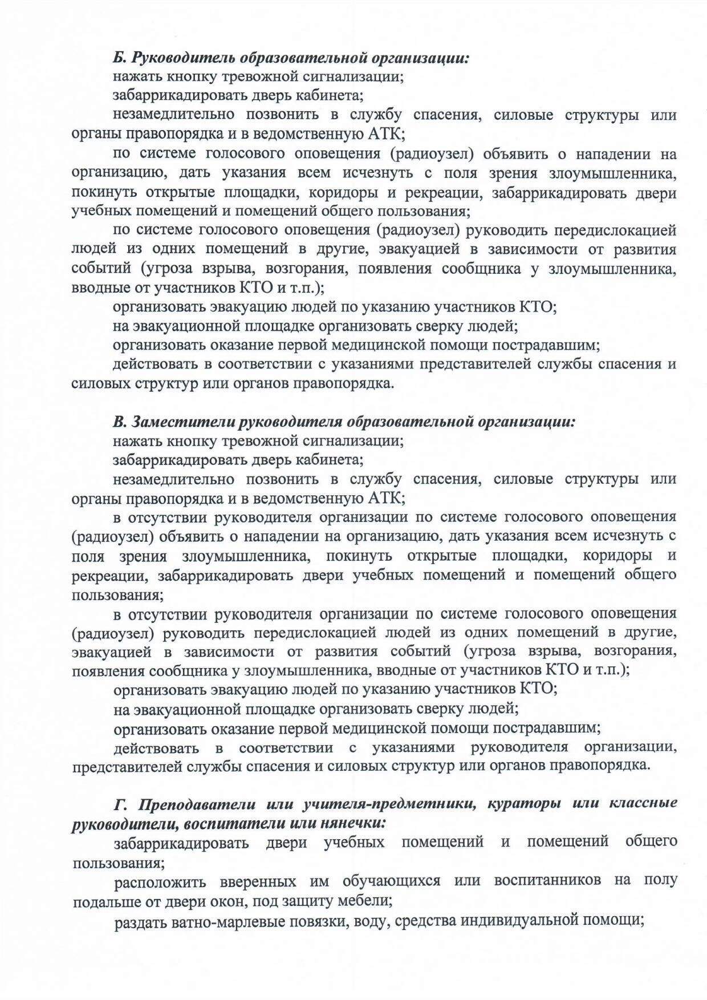 Б. Руководитель образовательной организации:
нажать кнопку тревожной сигнализации;
забаррикадировать дверь кабинета;
незамедлительно позвонить в службу спасения, силовые структуры или
органы правопорядка и в ведомственную АТК;
по системе голосового оповещения (радиоузел) объявить о нападении на
организацию, дать указания всем исчезнуть с поля зрения злоумышленника,
покинуть открытые площадки, коридоры и рекреации, забаррикадировать двери
учебных помещений и помещений общего пользования;
по системе голосового оповещения (радиоузел) руководить передислокацией
людей из одних помещений в другие, эвакуацией в зависимости от развития
событий (угроза взрыва, возгорания, появления сообщника у злоумышленника,
вводные от участников КТО и т.п.);
организовать эвакуацию людей по указанию участников КТО;
на эвакуационной площадке организовать сверку людей;
организовать оказание первой медицинской помощи пострадавшим;
действовать в соответствии с указаниями представителей службы спасения и
силовых структур или органов правопорядка.
В. Заместители руководителя образовательной организации:
нажать кнопку тревожной сигнализации;
забаррикадировать дверь кабинета;
незамедлительно позвонить в службу спасения, силовые структуры или
органы правопорядка и в ведомственную АТК;
в отсутствии руководителя организации по системе голосового оповещения
(радиоузел) объявить о нападении на организацию, дать указания всем исчезнуть с
поля зрения злоумышленника, покинуть открытые площадки, коридоры и
рекреации, забаррикадировать двери учебных помещений и помещений общего
пользования;
в отсутствии руководителя организации по системе голосового оповещения
(радиоузел) руководить передислокацией людей из одних помещений в другие,
эвакуацией в зависимости от развития событий (угроза взрыва, возгорания,
появления сообщника у злоумышленника, вводные от участников КТО и т.п.);
организовать эвакуацию людей по указанию участников КТО;
на эвакуационной площадке организовать сверку людей;
организовать оказание первой медицинской помощи пострадавшим;
действовать в соответствии с указаниями руководителя организации,
представителей службы спасения и силовых структур или органов правопорядка.
Г. Преподаватели или учителя-предметники, кураторы или классные
руководители, воспитатели или нянечки:
забаррикадировать двери учебных помещений и помещений общего
пользования;
расположить вверенных им обучающихся или воспитанников на полу
подальше от двери окон, под защиту мебели;
раздать ватно-марлевые повязки, воду, средства индивидуальной помощи;